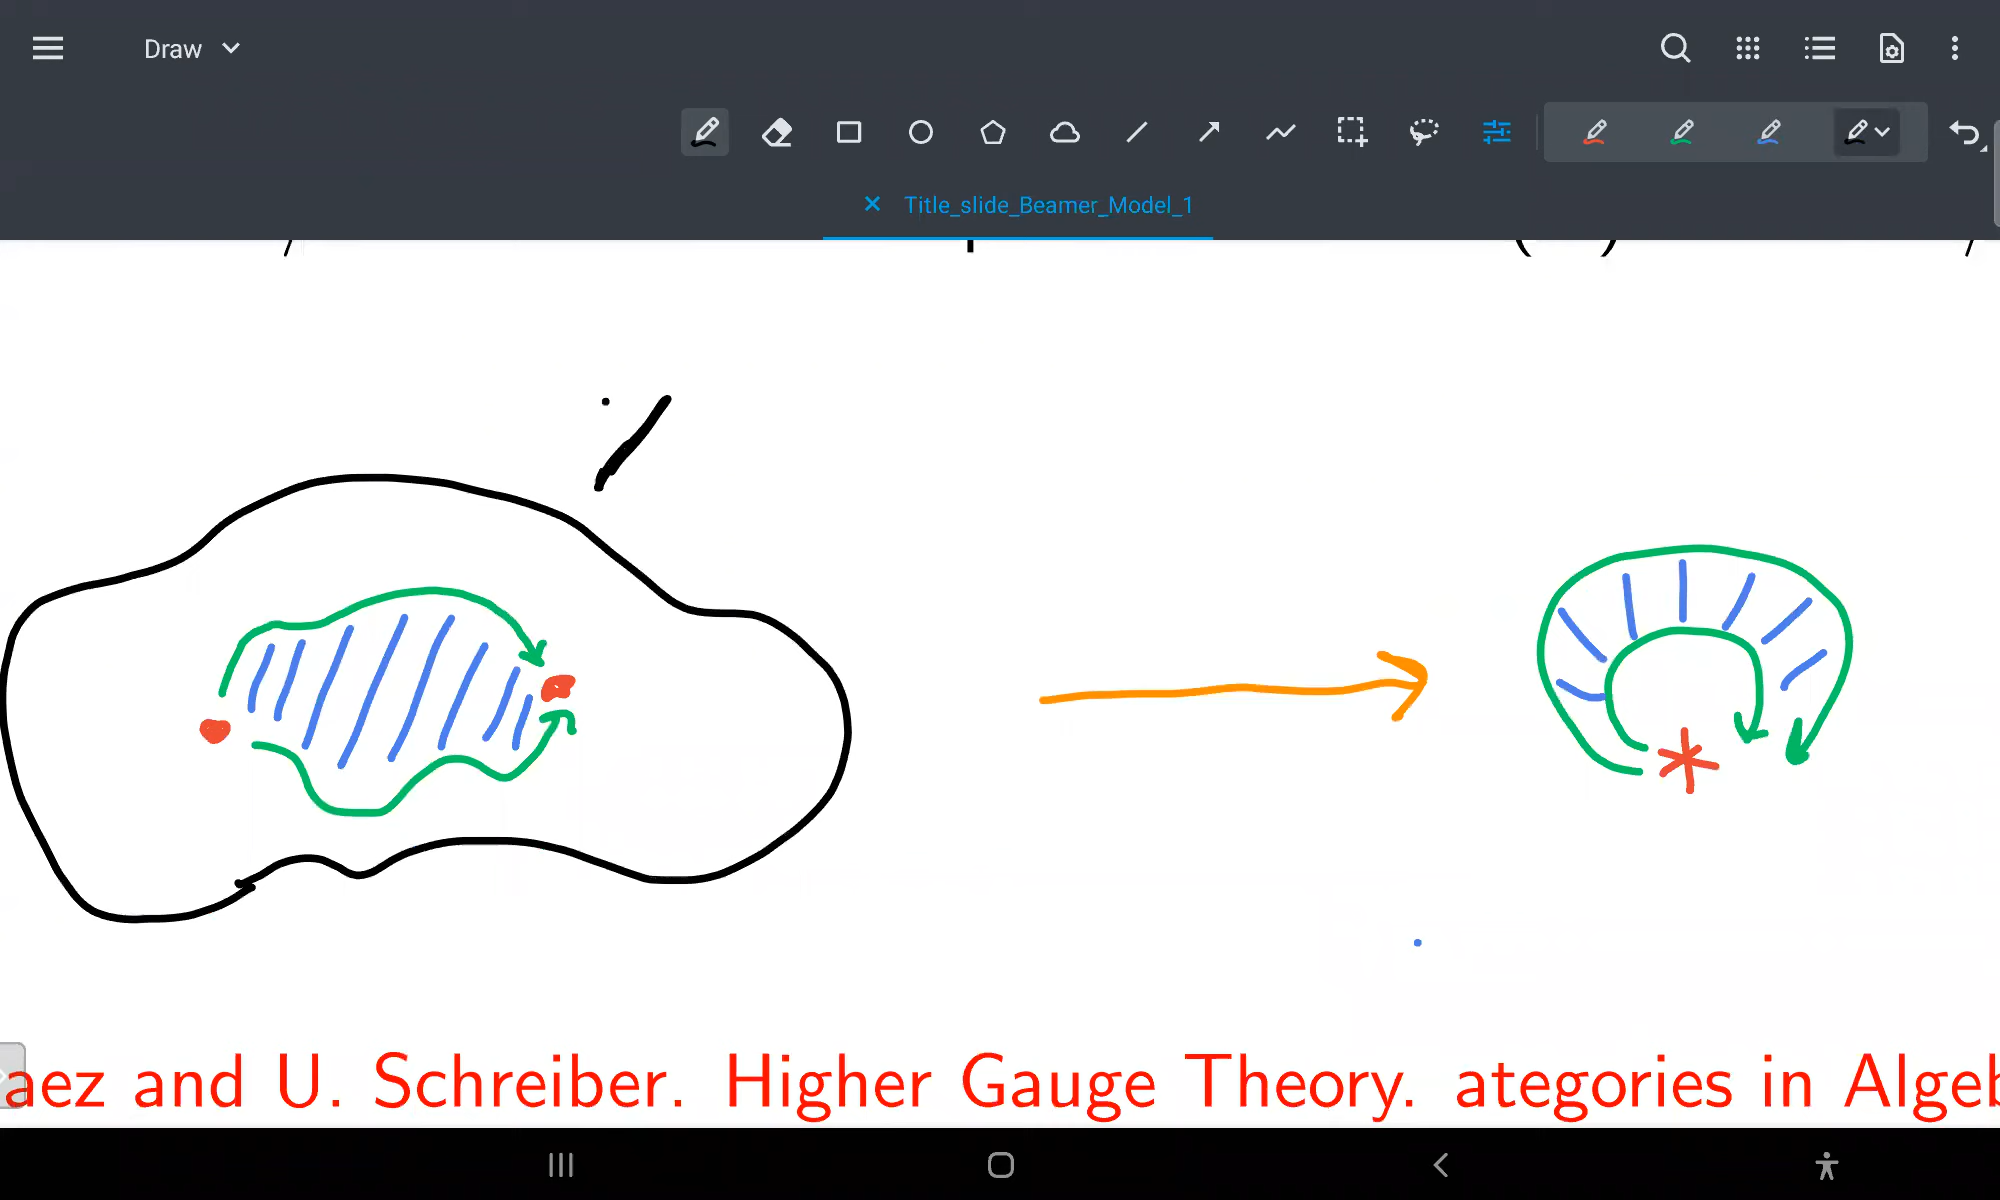 Draw
Title_slide_Beamer_Model_1
aez and U. Schreiber. Higher Gauge Theory. ategories in Algeb